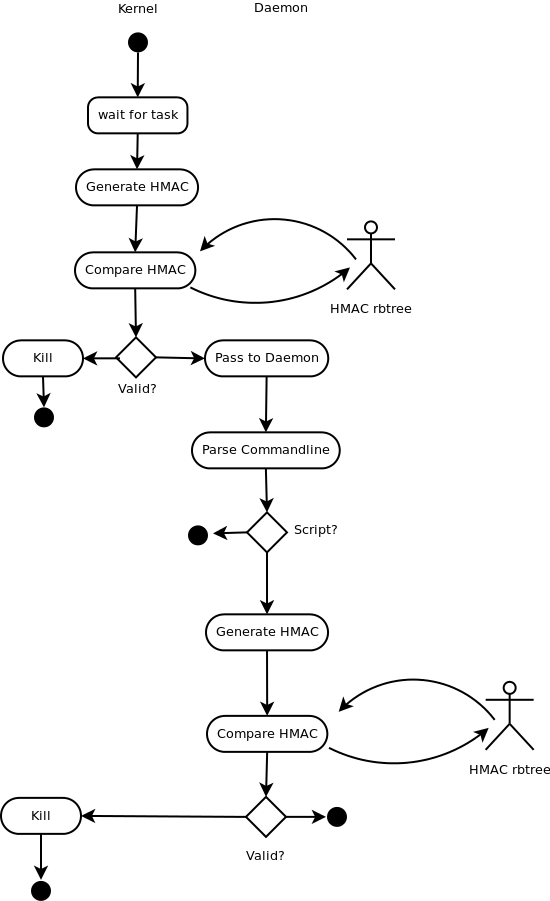 Kernel
Daemon
wait for task
Generate HMAC
Compare HMAC
HMAC rbtree
Kill
Pass to Daemon
Valid?
Parse Commandline
Script?
Generate HMAC
Compare HMAC
HMAC rbtree
Kill
Valid?